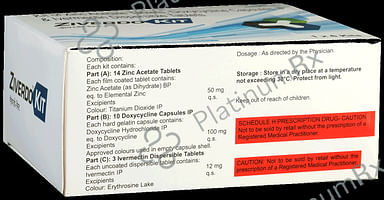 & Ivermectin Dispersible Tablets
Composition:
Each kit contains:
Part (A): 14 Zinc Acetate Tablets
Each film coated tablet contains:
Zinc Acetate (as Dihydrate) BP
eq. to Elemental Zinc 50 mg
Excipients q.s.
Colour: Titanium Dioxide IP
Part (B): 10 Doxycycline Capsules IP
Each hard gelatin capsule contains:
Doxycycline Hydrochloride IP
eq. to Doxycycline 100 mg
Excipients q.s.
Approved colours used in empty capsule shell.
Part (C): 3 Ivermectin Dispersible Tablets
Each uncoated dispersible tablet contains:
Ivermectin IP 12 mg
Excipients q.s.
Colour: Erythrosine Lake
Dosage : As directed by the Physician.
Storage : Store in a dry place at a temperature
not exceeding 30°C. Protect from light.
Keep out of reach of children.
SCHEDULE H PRESCRIPTION DRUG- CAUTION
Not to be sold by retail without the prescription of a
Registered Medical Practitioner.
CAUTION: Not to be sold by retail without the
prescription of a Registered Medical Practitioner.
ZIVERDO KIT
PlatinumRx